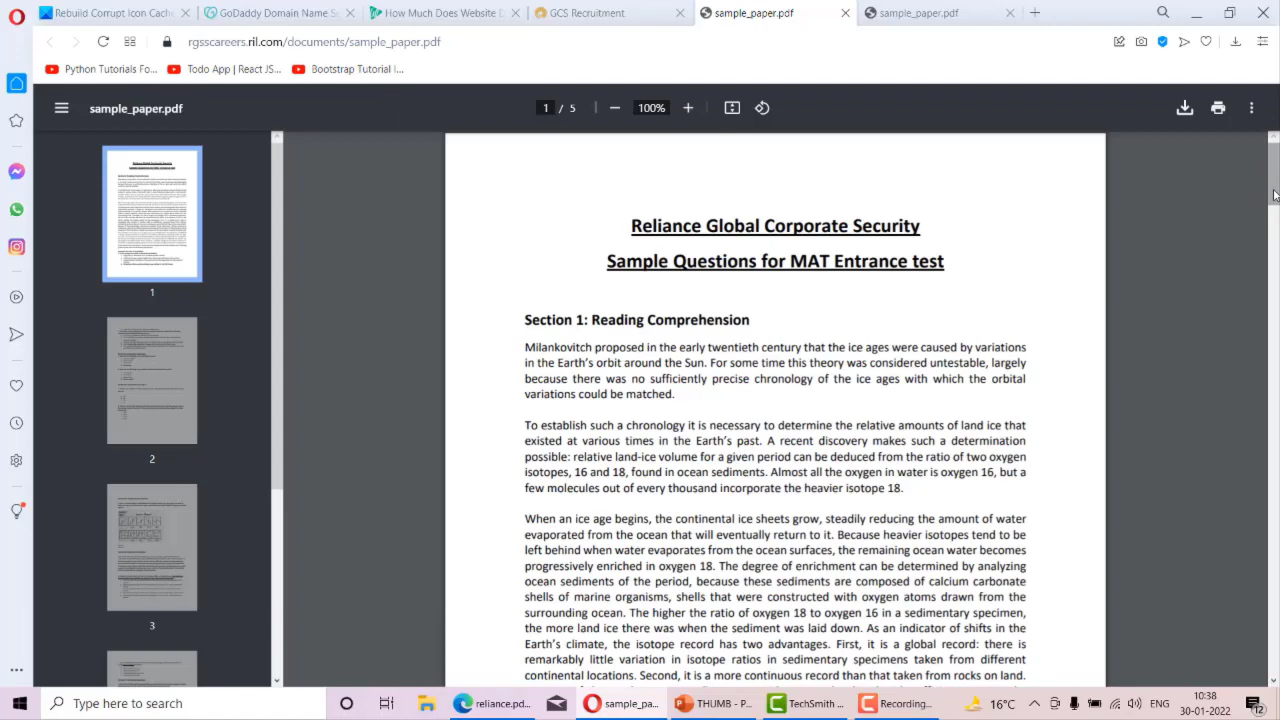 Rebuild Corrupt Icon Cache
GoDaddy Domain Name S
How Much Does Website D
GCS Recruitment
sample_paper.pdf
sample_paper.pdf
rgsscareers.ril.com/documents/sample_paper.pdf
Python Tutorials Fo...
Todo App | React JS...
Bootstrap Tutorial i...
sample_paper.pdf
1 / 5
100%
Reliance Global Corporate Security
Sample Questions for MAT Entrance test
Section 1: Reading Comprehension
Milankovitch proposed in the early twentieth century that the ice ages were caused by variations
in the Earth's orbit around the Sun. For some time this theory was considered untestable, largely
because there was no sufficiently precise chronology of the ice ages with which the orbital
variations could be matched.
To establish such a chronology it is necessary to determine the relative amounts of land ice that
existed at various times in the Earth's past. A recent discovery makes such a determination
possible: relative land-ice volume for a given period can be deduced from the ratio of two oxygen
isotopes, 16 and 18, found in ocean sediments. Almost all the oxygen in water is oxygen 16, but a
few molecules out of every thousand incorporate the heavier isotope 18.
When an ice age begins, the continental ice sheets grow, steadily reducing the amount of water
evaporated from the ocean that will eventually return to it. Because heavier isotopes tend to be
left behind when water evaporates from the ocean surfaces, the remaining ocean water becomes
progressively enriched in oxygen 18. The degree of enrichment can be determined by analyzing
ocean sediments of the period, because these sediments are composed of calcium carbonate
shells of marine organisms, shells that were constructed with oxygen atoms drawn from the
surrounding ocean. The higher the ratio of oxygen 18 to oxygen 16 in a sedimentary specimen,
the more land ice there was when the sediment was laid down. As an indicator of shifts in the
Earth's climate, the isotope record has two advantages. First, it is a global record: there is
remarkably little variation in isotope ratios in sedimentary specimens taken from different
continental locations. Second, it is a more continuous record than that taken from rocks on land.
1
2
3
Type here to search
reliance.pd...
sample_pa...
THUMB - P...
TechSmith ...
Recording...
16°C
ENG
10:38